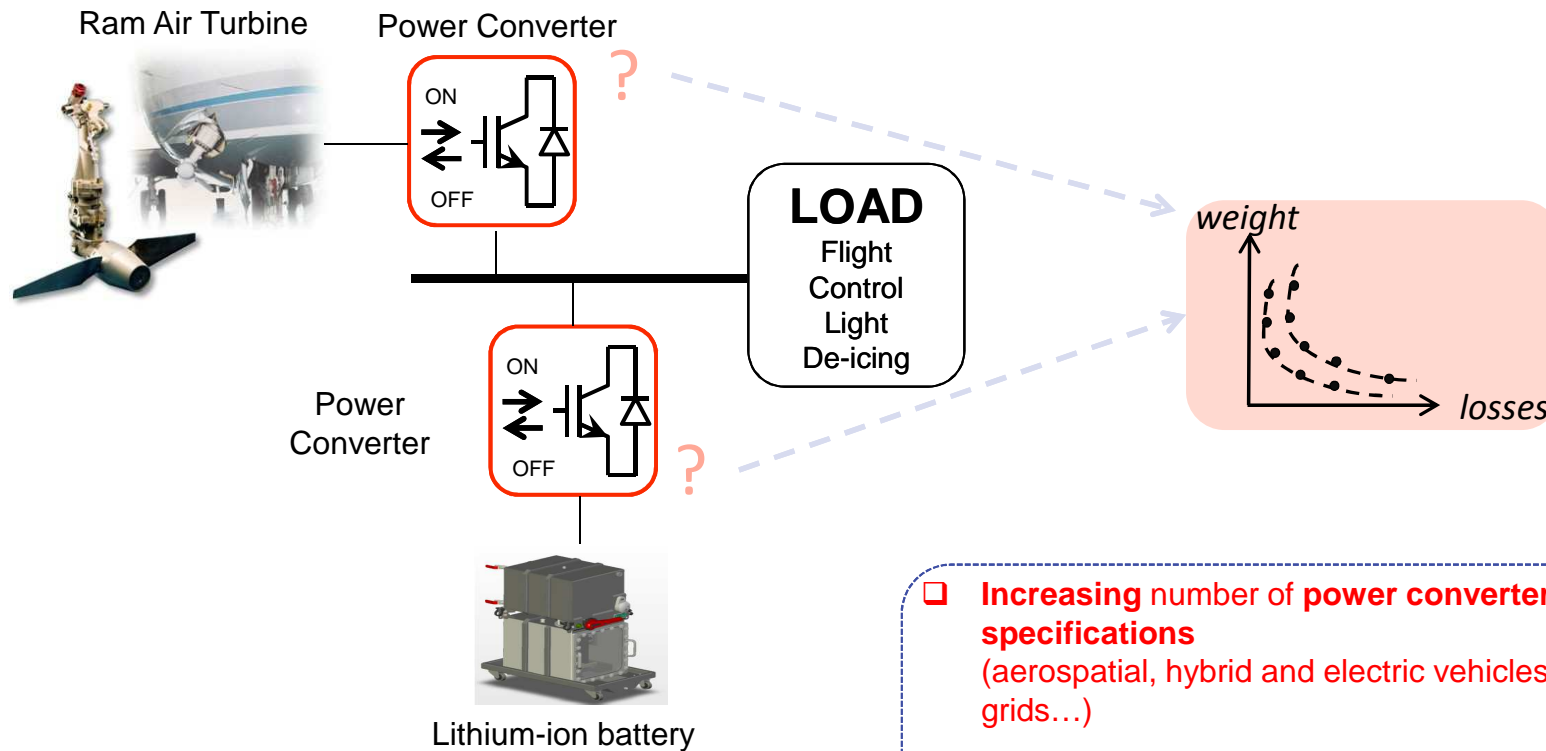 Ram Air Turbine
Power Converter
?
ON
OFF
LOAD
Flight
Control
Light
De-icing
weight
losses
Power
Converter
ON
OFF
?
Lithium-ion battery
❑ Increasing number of power converter
specifications
(aerospatial, hybrid and electric vehicles
grids…)